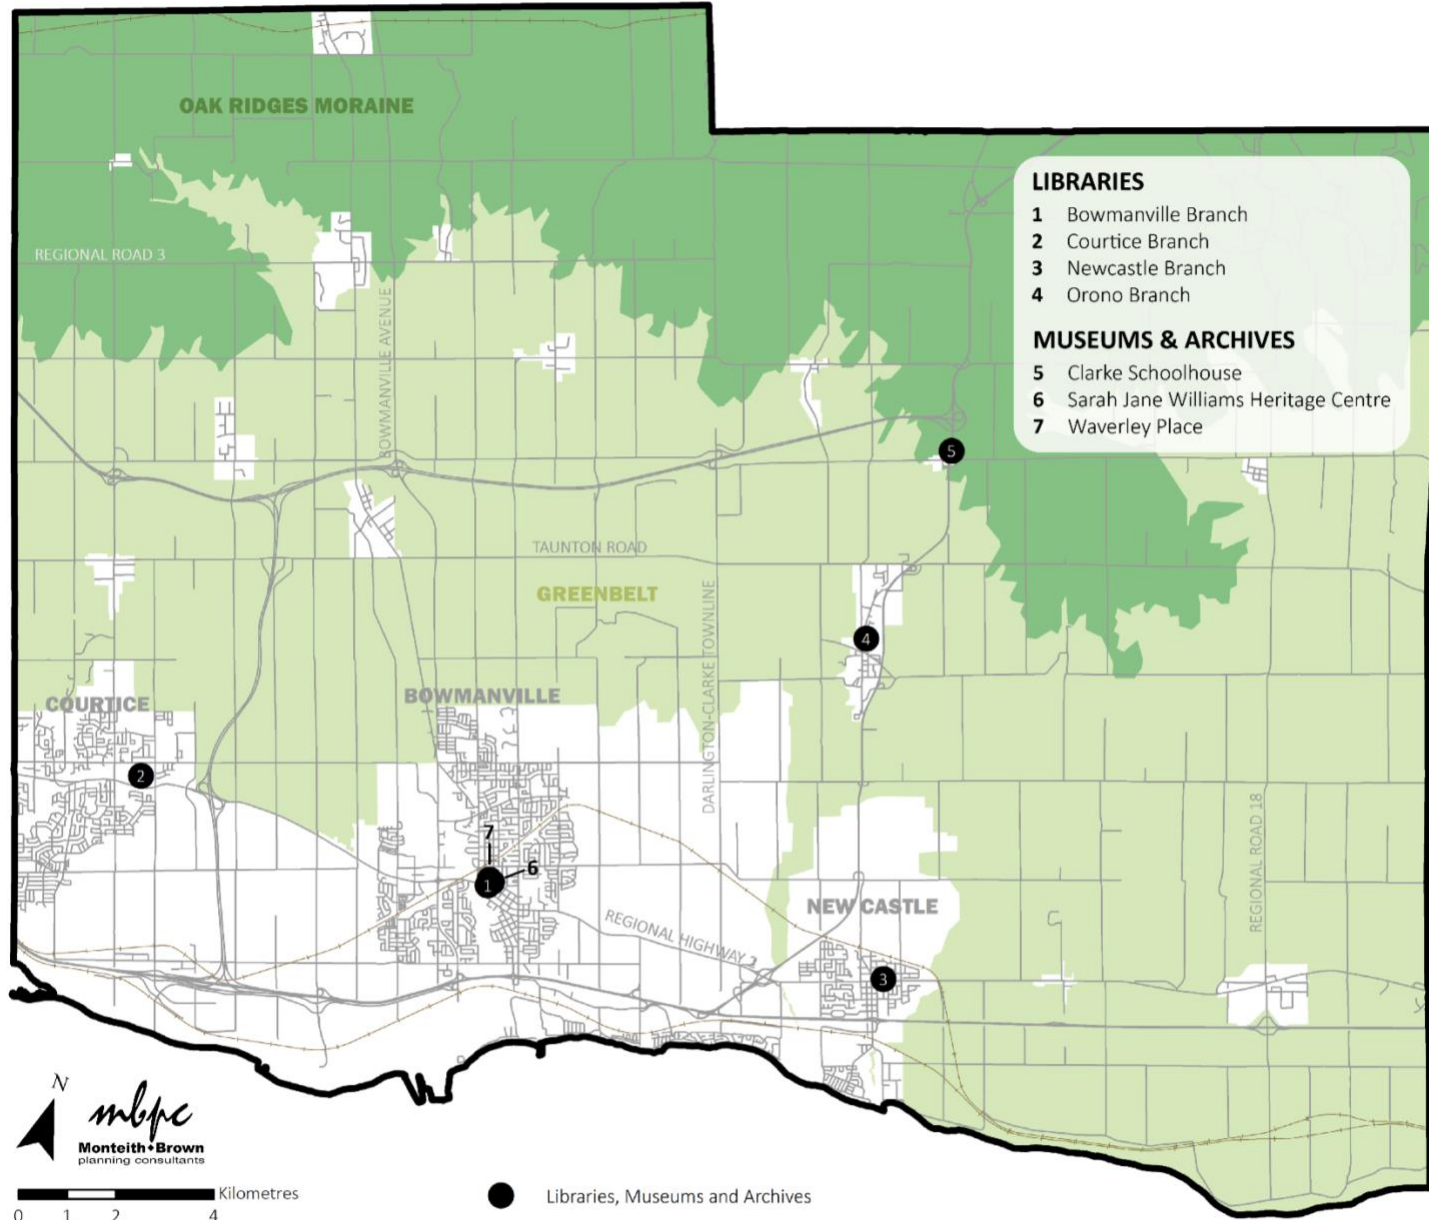 OAK RIDGES MORAINE
LIBRARIES
1 Bowmanville Branch
2 Courtice Branch
3 Newcastle Branch
4 Orono Branch
MUSEUMS & ARCHIVES
5 Clarke Schoolhouse
6 Sarah Jane Williams Heritage Centre
7 Waverley Place
REGIONAL ROAD 3
BOWMANVILLE AVENUE
5
TAUNTON ROAD
GREENBELT
DARLINGTON-CLARKE TOWNLINE
4
COURTICE
BOWMANVILLE
2
7
6
1
REGIONAL ROAD 18
NEWCASTLE
REGIONAL HIGHWAY 2
3
N
mbpc
Monteith♦Brown
planning consultants
Kilometres
0 1 2 4
Libraries, Museums and Archives